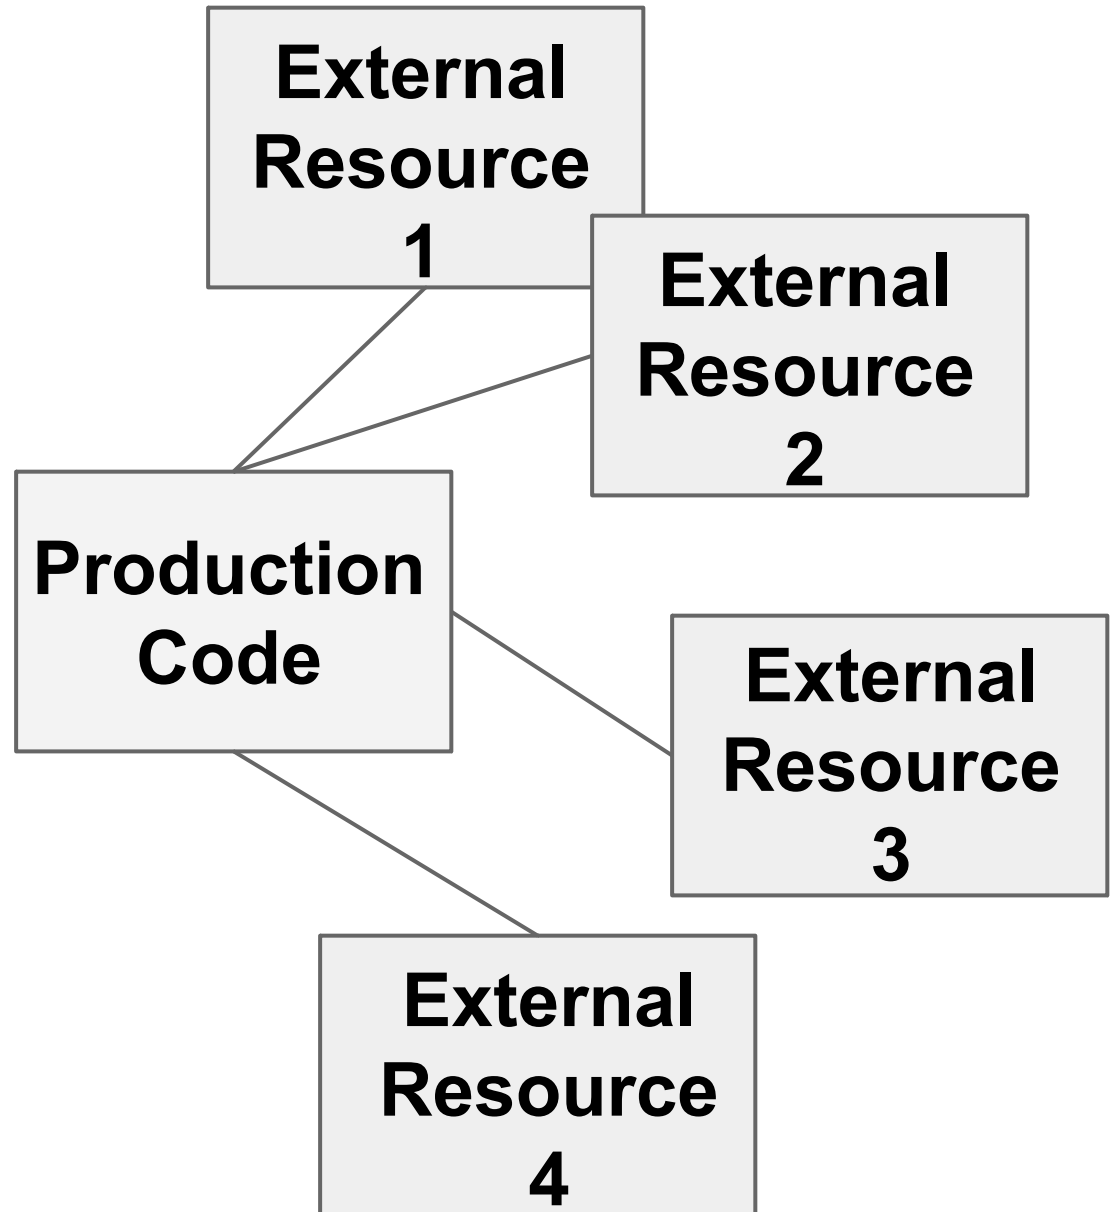 External
Resource
1
External
Resource
2
Production
Code
External
Resource
3
External
Resource
4